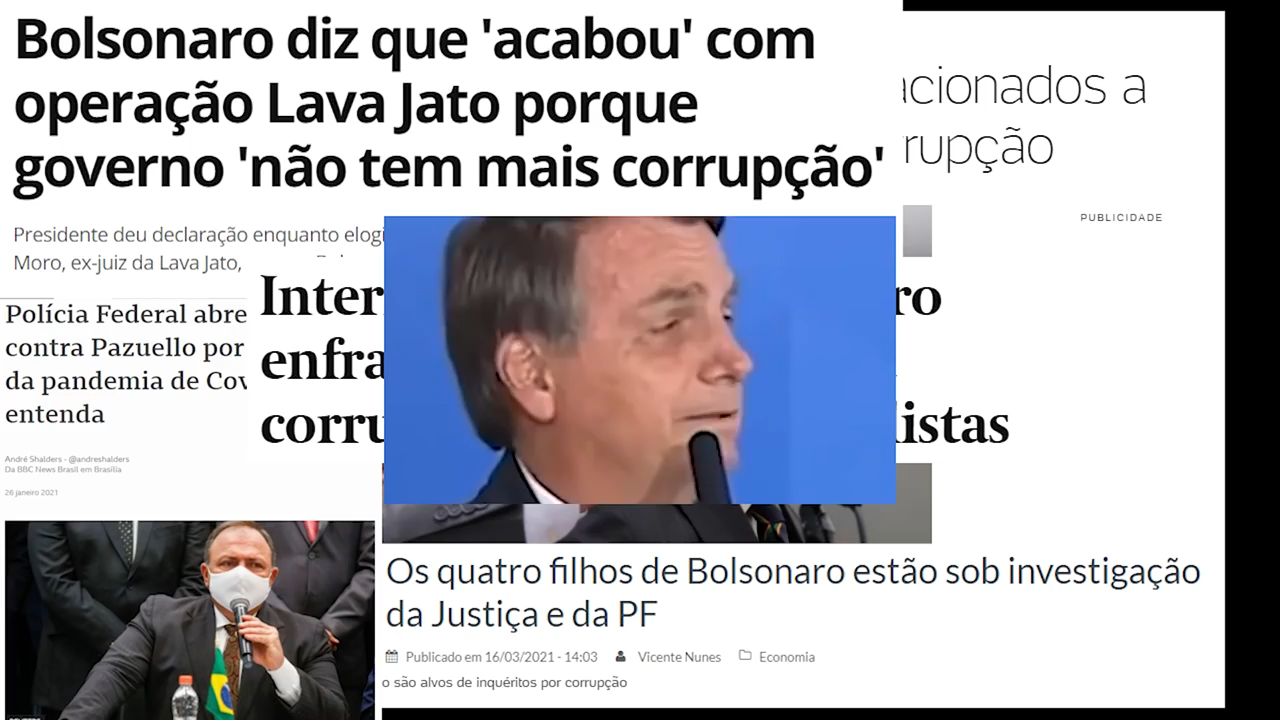 Bolsonaro diz que 'acabou' com
operação Lava Jato porque
governo 'não tem mais corrupção'
acionados a
rupção
PUBLICIDADE
Presidente deu declaração enquanto elogi
Moro, ex-juiz da Lava Jato,
Inter ro
enfra
corru listas
Polícia Federal abre
contra Pazuello por
da pandemia de Cov
entenda
André Shalders - @andreshalders
Da BBC News Brasil em Brasília
26 janeiro 2021
Os quatro filhos de Bolsonaro estão sob investigação
da Justiça e da PF
Publicado em 16/03/2021 - 14:03 Vicente Nunes Economia
o são alvos de inquéritos por corrupção